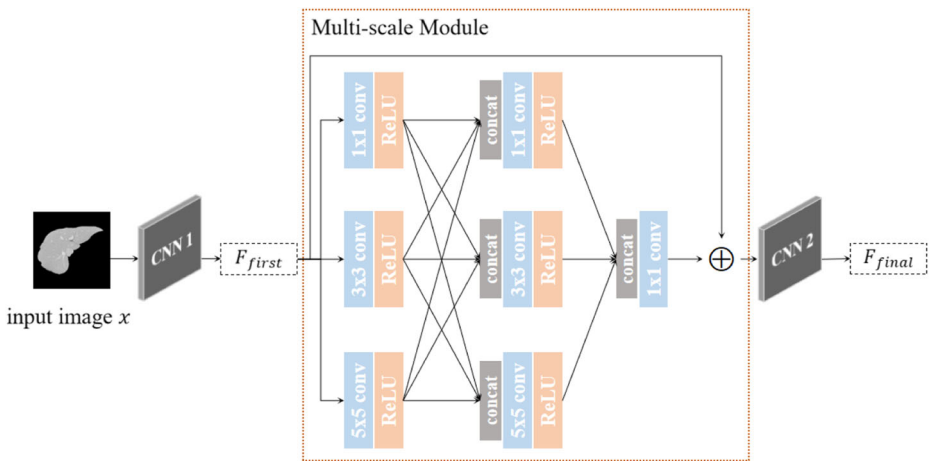 Multi-scale Module
1x1 conv
ReLU
concat
1x1 conv
ReLU
3x3 conv
ReLU
concat
3x3 conv
ReLU
5x5 conv
ReLU
concat
5x5 conv
ReLU
concat
1x1 conv
input image x
CNN 1
F_first
CNN 2
F_final